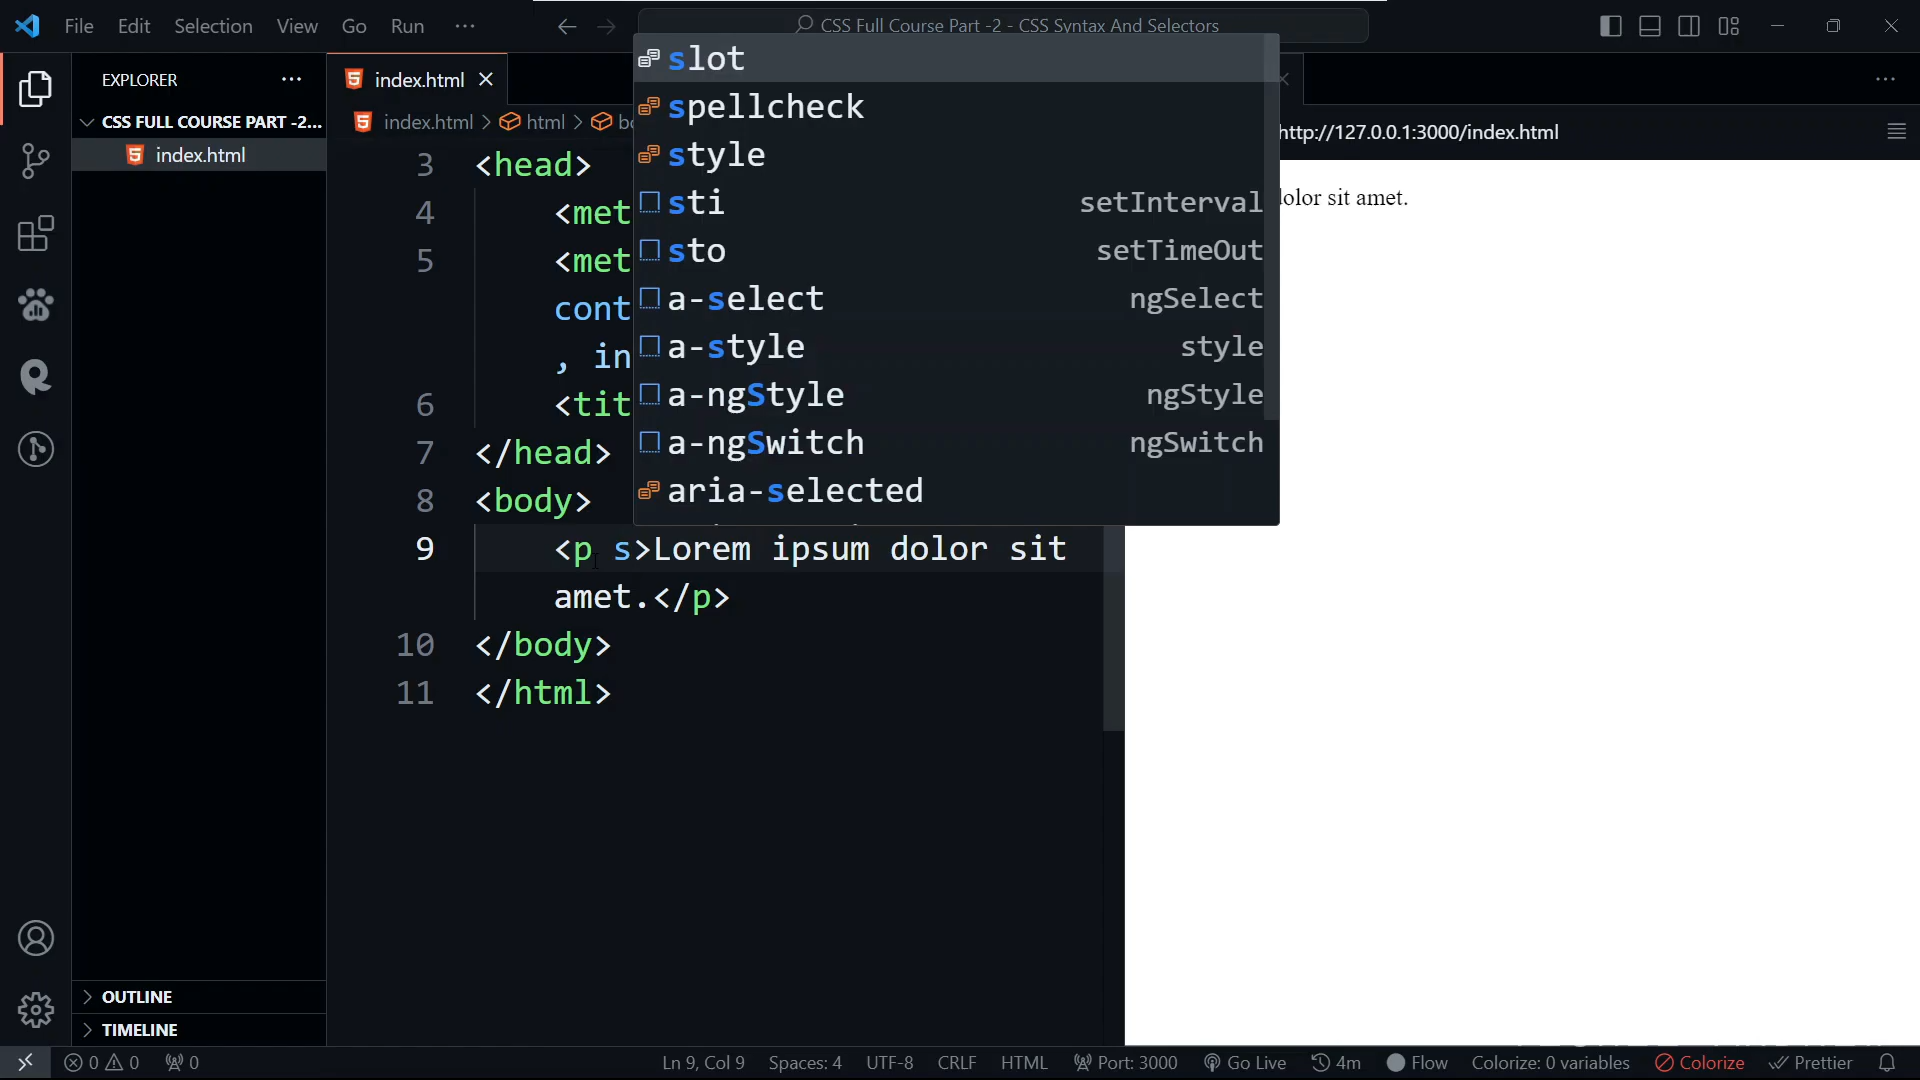 File Edit Selection View Go Run ···
CSS Full Course Part -2 - CSS Syntax And Selectors
EXPLORER
CSS FULL COURSE PART -2...
index.html
OUTLINE
TIMELINE
index.html
index.html > html >
3 <head>
4 <met
5 <met
cont
, in
6 <tit
7 </head>
8 <body>
9 <p s>Lorem ipsum dolor sit
amet.</p>
10 </body>
11 </html>
slot
spellcheck
style
sti setInterval
sto setTimeOut
a-select ngSelect
a-style style
a-ngStyle ngStyle
a-ngSwitch ngSwitch
aria-selected
http://127.0.0.1:3000/index.html
dolor sit amet.
0 0 0 Ln 9, Col 9 Spaces: 4 UTF-8 CRLF HTML Port: 3000 Go Live 4m Flow Colorize: 0 variables Colorize Prettier